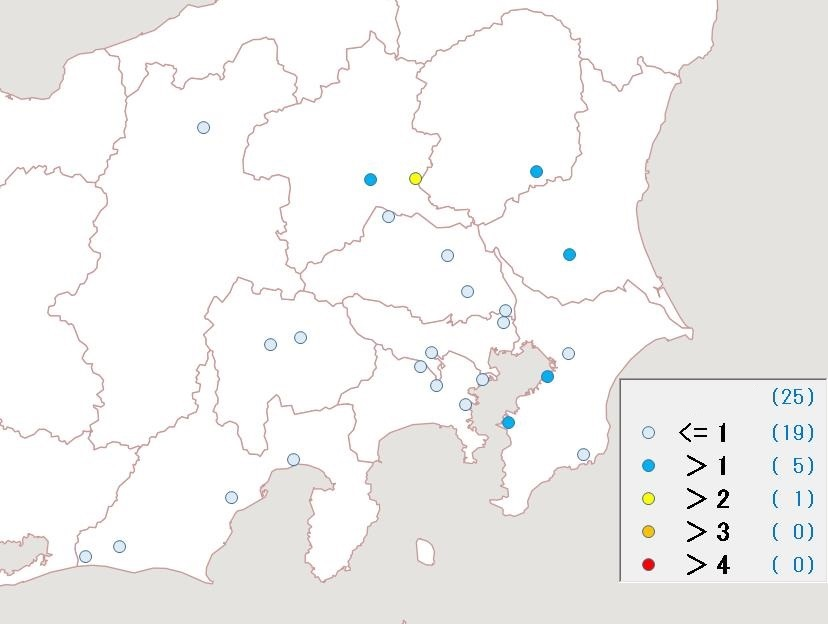 (25)
<= 1 (19)
> 1 ( 5)
> 2 ( 1)
> 3 ( 0)
> 4 ( 0)